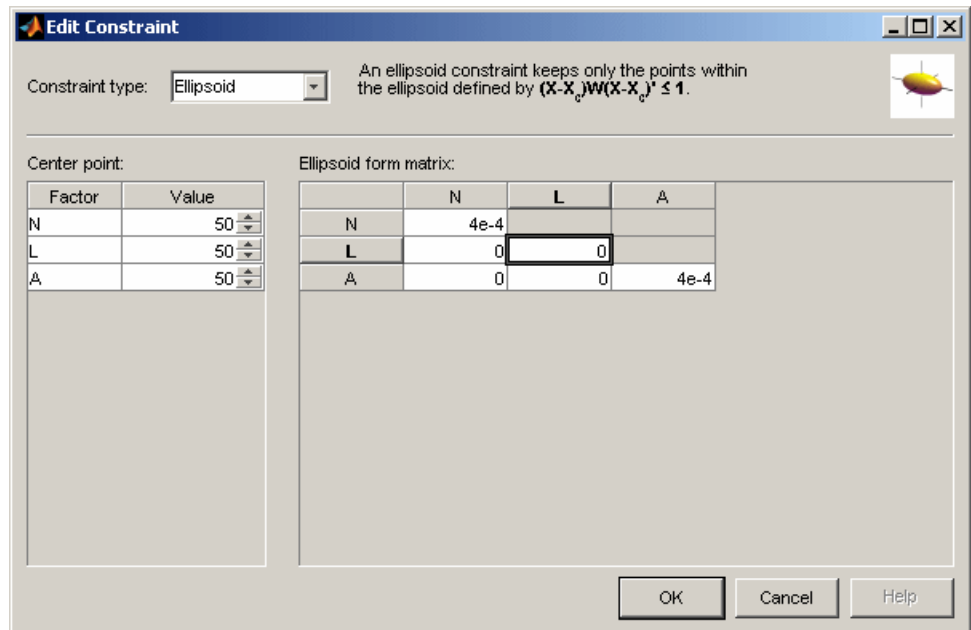 Edit Constraint
Constraint type: Ellipsoid
An ellipsoid constraint keeps only the points within
the ellipsoid defined by (X-Xc)W(X-Xc)' ≤ 1.
Center point:
Factor Value
N 50
L 50
A 50
Ellipsoid form matrix:
N L A
N 4e-4
L 0 0
A 0 0 4e-4
OK Cancel Help